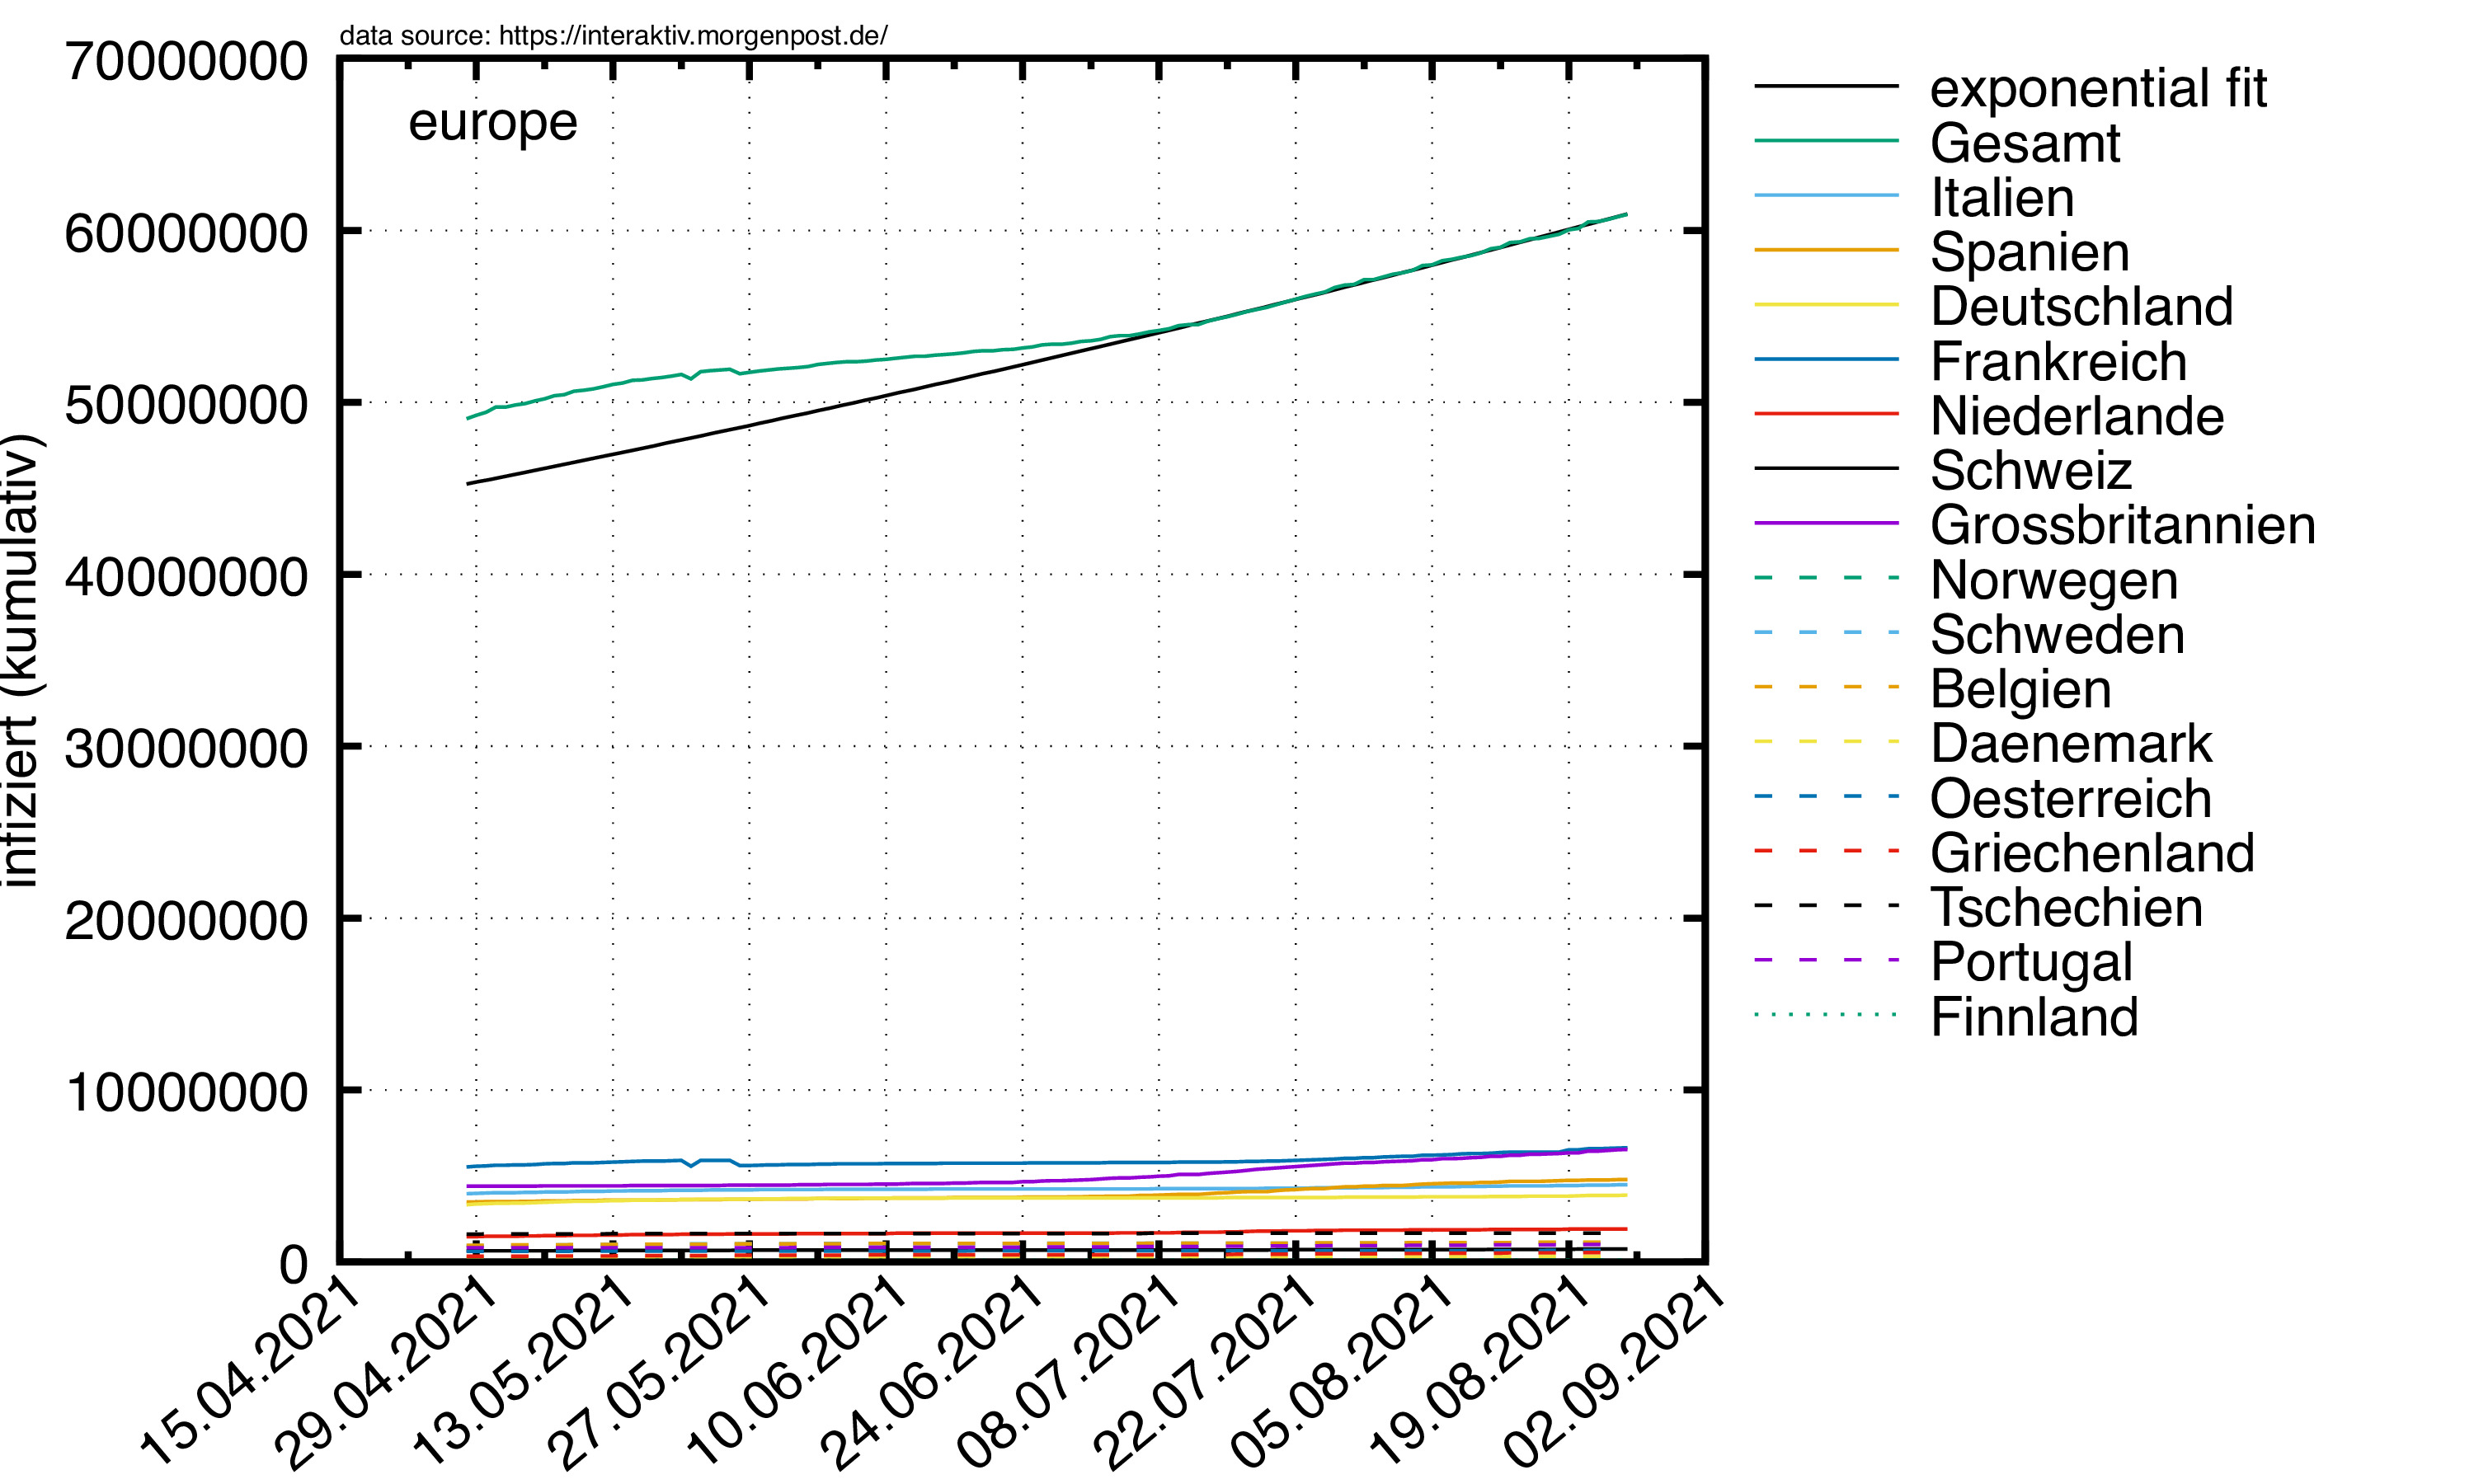 data source: https://interaktiv.morgenpost.de/
europe
infiziert (kumulativ)
70000000
60000000
50000000
40000000
30000000
20000000
10000000
0
15.04.2021
29.04.2021
13.05.2021
27.05.2021
10.06.2021
24.06.2021
08.07.2021
22.07.2021
05.08.2021
19.08.2021
02.09.2021
exponential fit
Gesamt
Italien
Spanien
Deutschland
Frankreich
Niederlande
Schweiz
Grossbritannien
Norwegen
Schweden
Belgien
Daenemark
Oesterreich
Griechenland
Tschechien
Portugal
Finnland